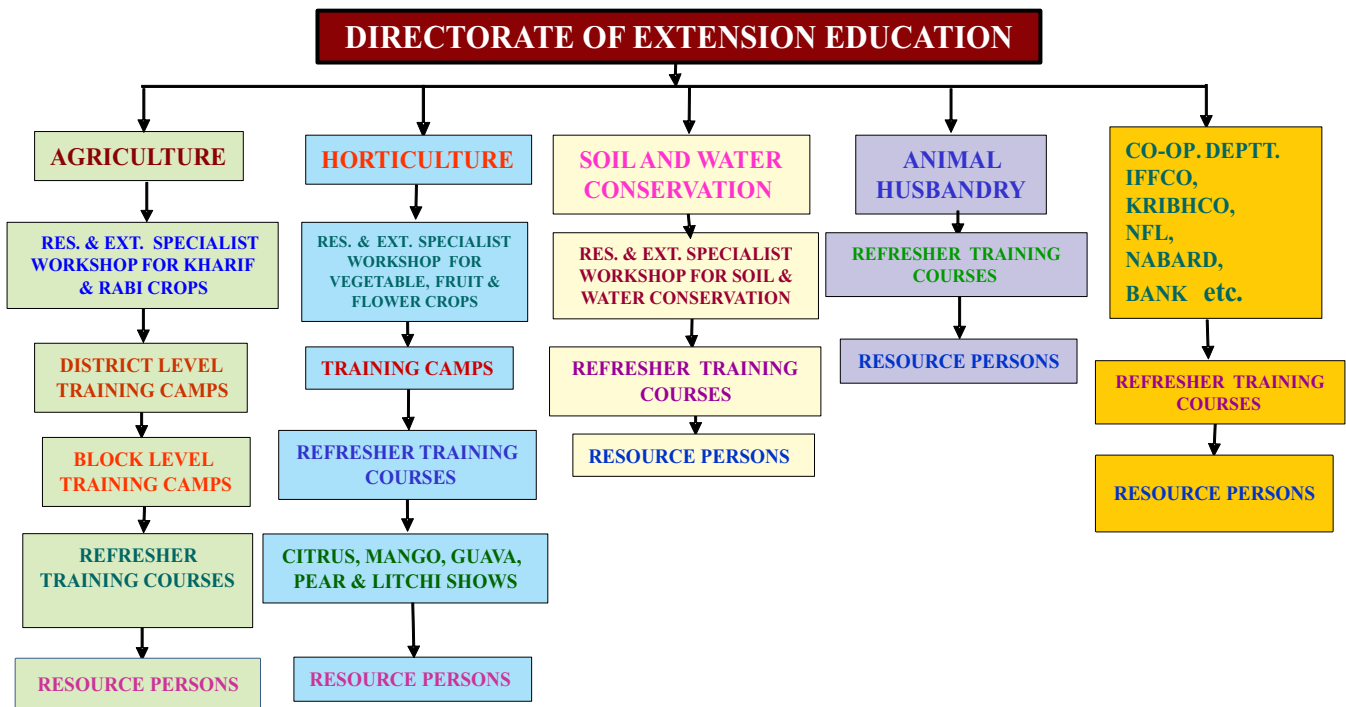 DIRECTORATE OF EXTENSION EDUCATION
AGRICULTURE
RES. & EXT. SPECIALIST
WORKSHOP FOR KHARIF
& RABI CROPS
DISTRICT LEVEL
TRAINING CAMPS
BLOCK LEVEL
TRAINING CAMPS
REFRESHER
TRAINING COURSES
RESOURCE PERSONS
HORTICULTURE
RES. & EXT. SPECIALIST
WORKSHOP FOR
VEGETABLE, FRUIT &
FLOWER CROPS
TRAINING CAMPS
REFRESHER TRAINING
COURSES
CITRUS, MANGO, GUAVA,
PEAR & LITCHI SHOWS
RESOURCE PERSONS
SOIL AND WATER
CONSERVATION
RES. & EXT. SPECIALIST
WORKSHOP FOR SOIL &
WATER CONSERVATION
REFRESHER TRAINING
COURSES
RESOURCE PERSONS
ANIMAL
HUSBANDRY
REFRESHER TRAINING
COURSES
RESOURCE PERSONS
CO-OP. DEPTT.
IFFCO,
KRIBHCO,
NFL,
NABARD,
BANK etc.
REFRESHER TRAINING
COURSES
RESOURCE PERSONS